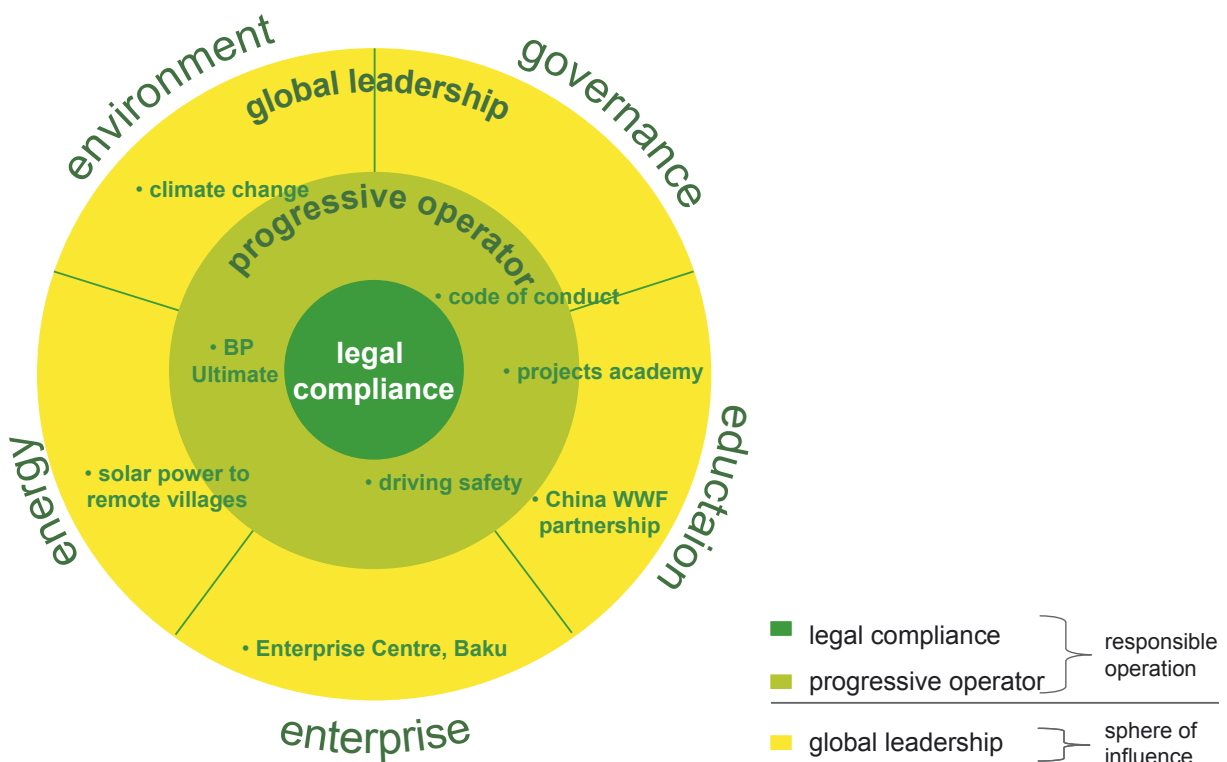 environment
governance
global leadership
• climate change
progressive operator
• code of conduct
• BP
Ultimate
legal
compliance
• projects academy
energy
eductaion
• solar power to
remote villages
• driving safety
• China WWF
partnership
• Enterprise Centre, Baku
enterprise
legal compliance
progressive operator
responsible
operation
global leadership
sphere of
influence